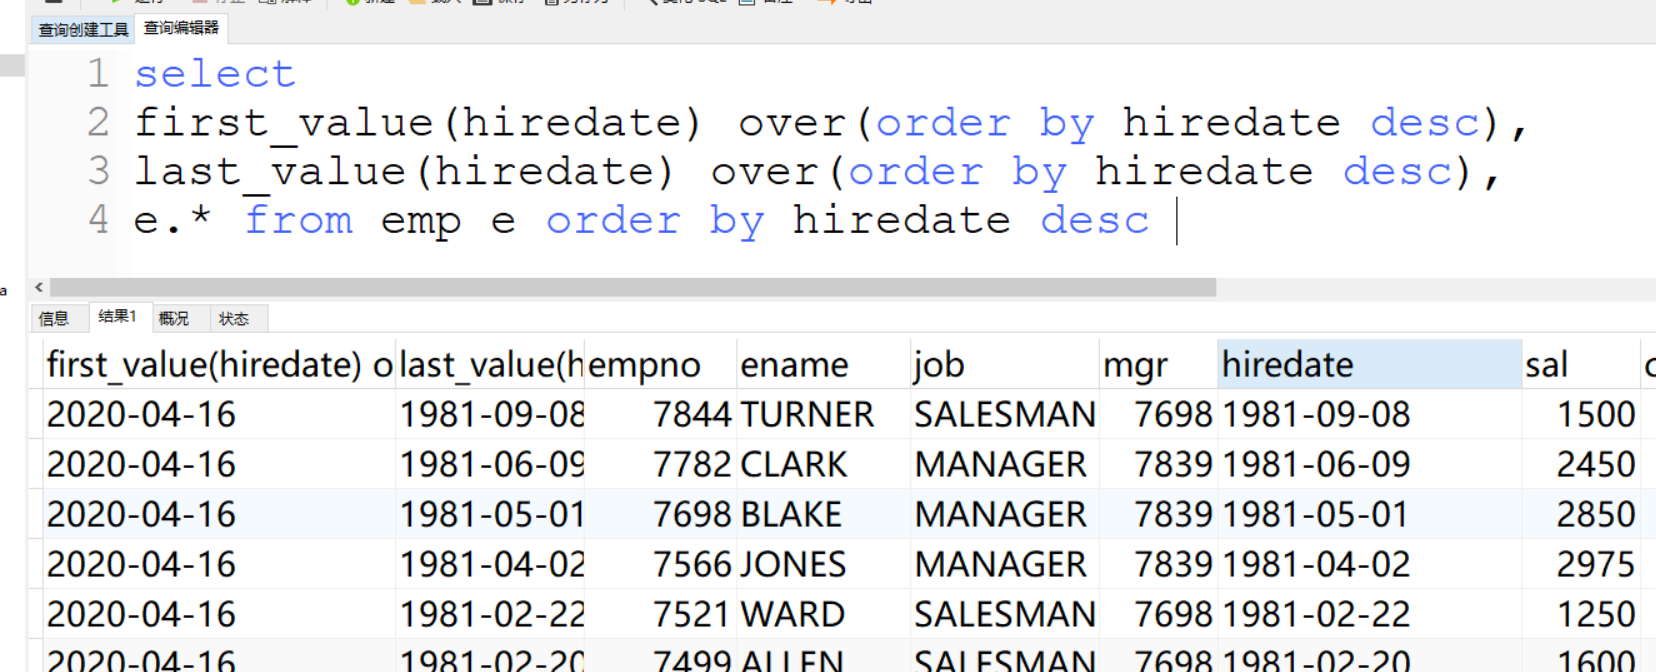 查询创建工具 查询编辑器
1 select
2 first_value(hiredate) over(order by hiredate desc),
3 last_value(hiredate) over(order by hiredate desc),
4 e.* from emp e order by hiredate desc
a
<
信息 结果1 概况 状态
first_value(hiredate) o last_value(h empno ename job mgr hiredate sal c
2020-04-16 1981-09-08 7844 TURNER SALESMAN 7698 1981-09-08 1500
2020-04-16 1981-06-09 7782 CLARK MANAGER 7839 1981-06-09 2450
2020-04-16 1981-05-01 7698 BLAKE MANAGER 7839 1981-05-01 2850
2020-04-16 1981-04-02 7566 JONES MANAGER 7839 1981-04-02 2975
2020-04-16 1981-02-22 7521 WARD SALESMAN 7698 1981-02-22 1250
2020-04-16 1981-02-20 7499 ALLEN SALESMAN 7698 1981-02-20 1600